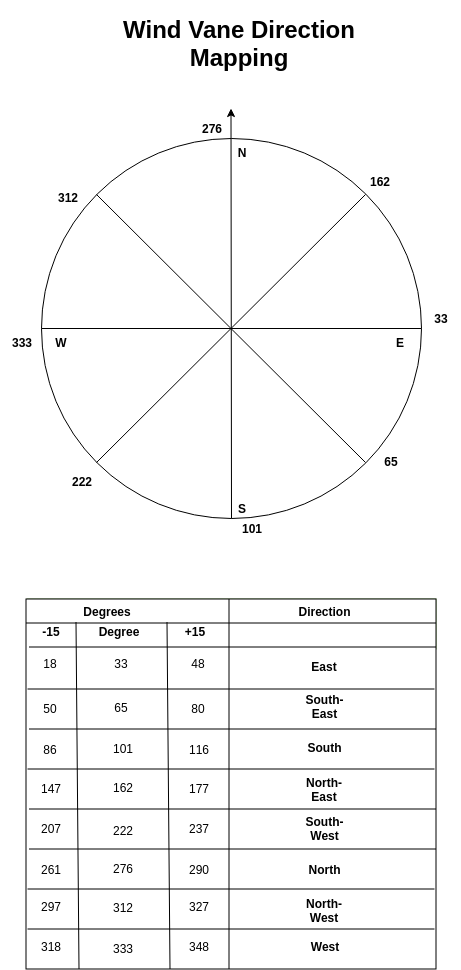 Wind Vane Direction
Mapping
276
N
162
312
33
333
W
E
65
222
S
101
Degrees Direction
-15 Degree +15
18 33 48 East
50 65 80 South-
East
86 101 116 South
147 162 177 North-
East
207 222 237 South-
West
261 276 290 North
297 312 327 North-
West
318 333 348 West